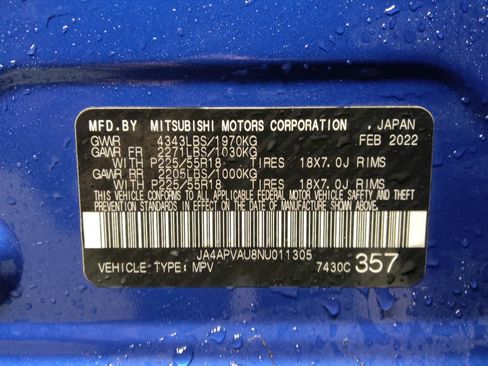 MFD.BY MITSUBISHI MOTORS CORPORATION , JAPAN
GVWR 4343LBS/1970KG FEB 2022
GAWR FR 2271LBS/1030KG
WITH P225/55R18 TIRES 18X7.0J RIMS
GAWR RR 2205LBS/1000KG
WITH P225/55R18 TIRES 18X7.0J RIMS
THIS VEHICLE CONFORMS TO ALL APPLICABLE FEDERAL
MOTOR VEHICLE SAFETY, BUMPER, AND THEFT
PREVENTION STANDARDS IN EFFECT ON THE DATE OF
MANUFACTURE SHOWN ABOVE.
JA4APVAU8NU011305
VEHICLE TYPE: MPV 7430C 357